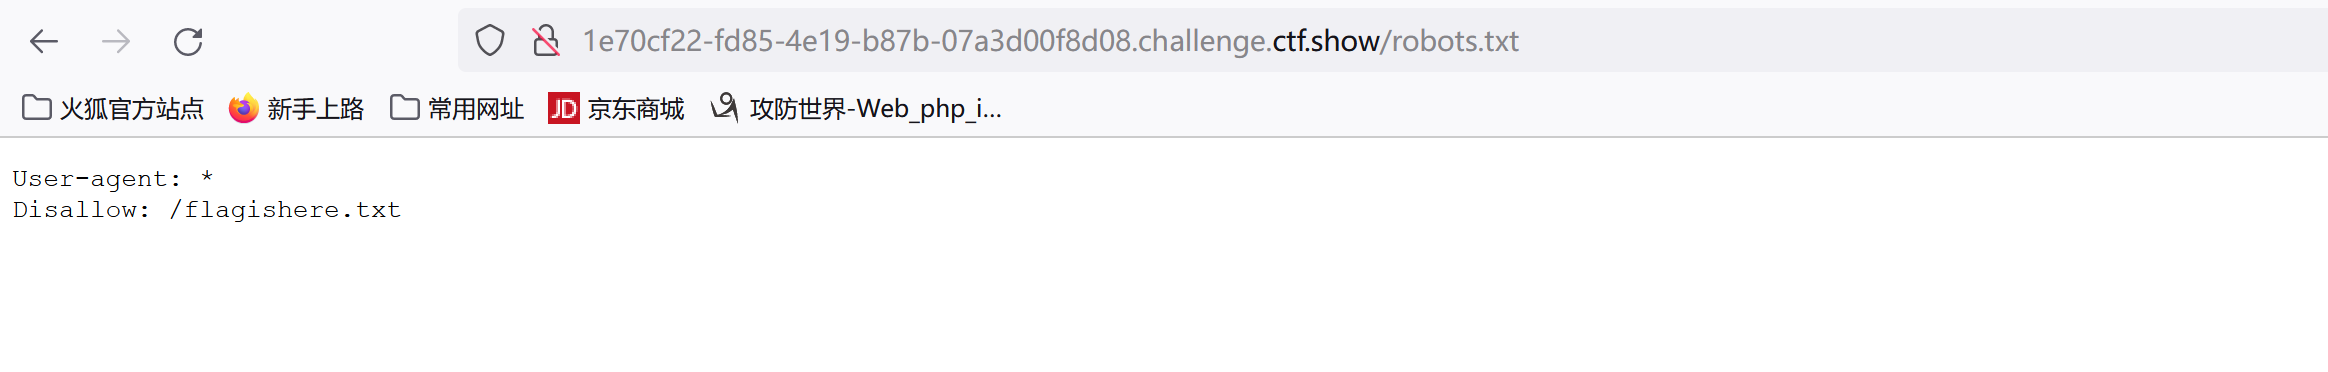 1e70cf22-fd85-4e19-b87b-07a3d00f8d08.challenge.ctf.show/robots.txt
火狐官方站点 新手上路 常用网址 JD 京东商城 攻防世界-Web_php_i...
User-agent: *
Disallow: /flagishere.txt